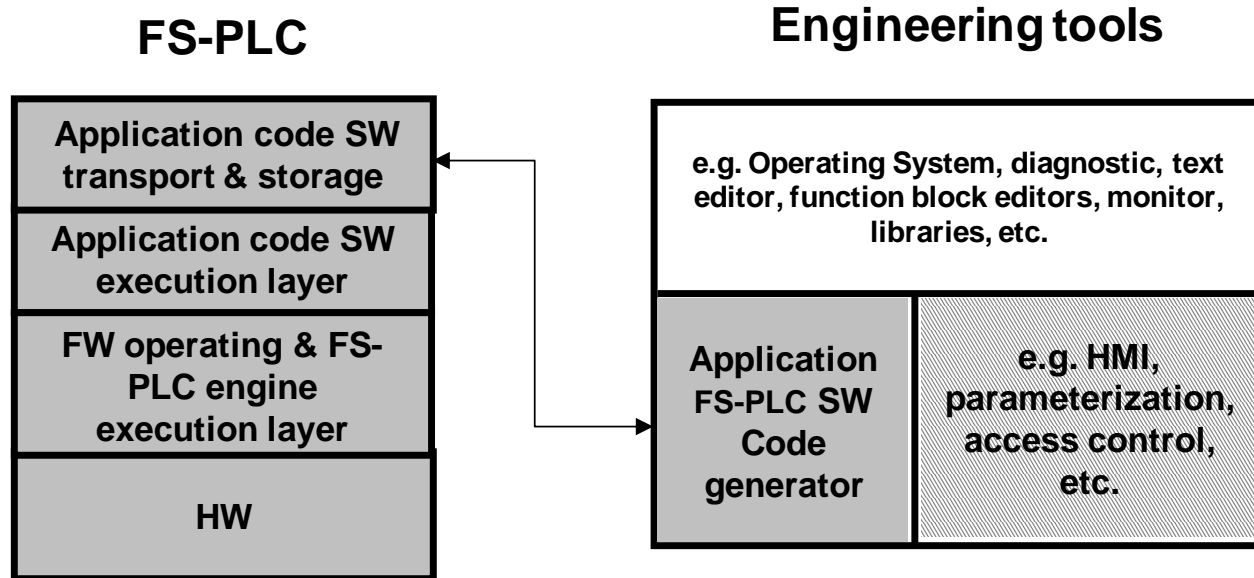 FS-PLC
Engineering tools
Application code SW
transport & storage
Application code SW
execution layer
FW operating & FS-
PLC engine
execution layer
HW
e.g. Operating System, diagnostic, text
editor, function block editors, monitor,
libraries, etc.
Application
FS-PLC SW
Code
generator
e.g. HMI,
parameterization,
access control,
etc.